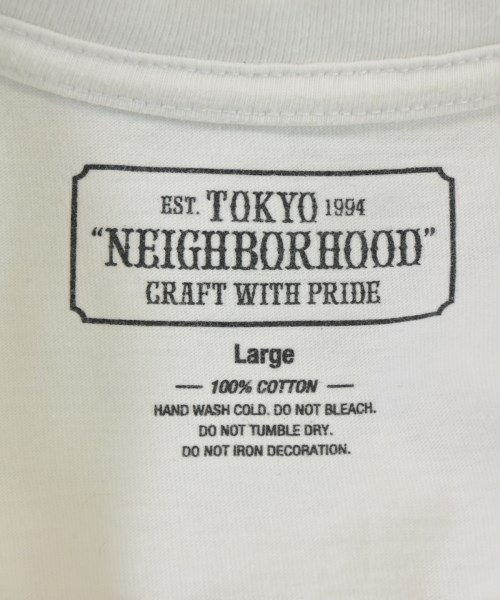 EST. TOKYO 1994
"NEIGHBORHOOD"
CRAFT WITH PRIDE
Large
— 100% COTTON —
HAND WASH COLD. DO NOT BLEACH.
DO NOT TUMBLE DRY.
DO NOT IRON DECORATION.